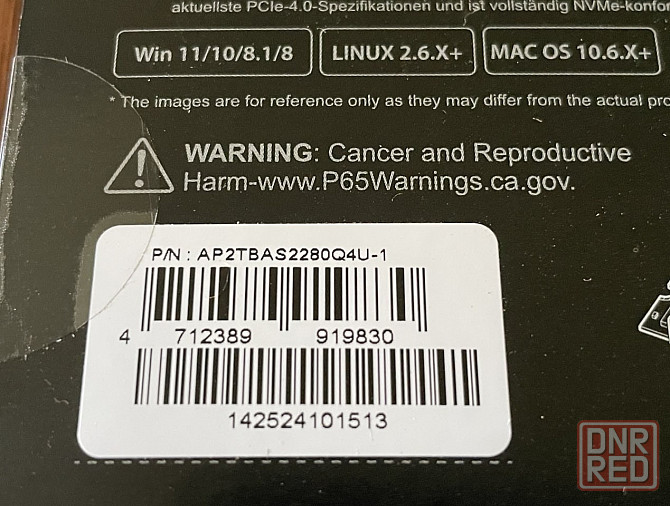 aktuellste PCIe-4.0-Spezifikationen und ist vollständig NVMe-konfor
Win 11/10/8.1/8
LINUX 2.6.X+
MAC OS 10.6.X+
* The images are for reference only as they may differ from the actual pro
WARNING: Cancer and Reproductive
Harm-www.P65Warnings.ca.gov.
P/N : AP2TBAS2280Q4U-1
4 712389 919830
142524101513
DNR
RED